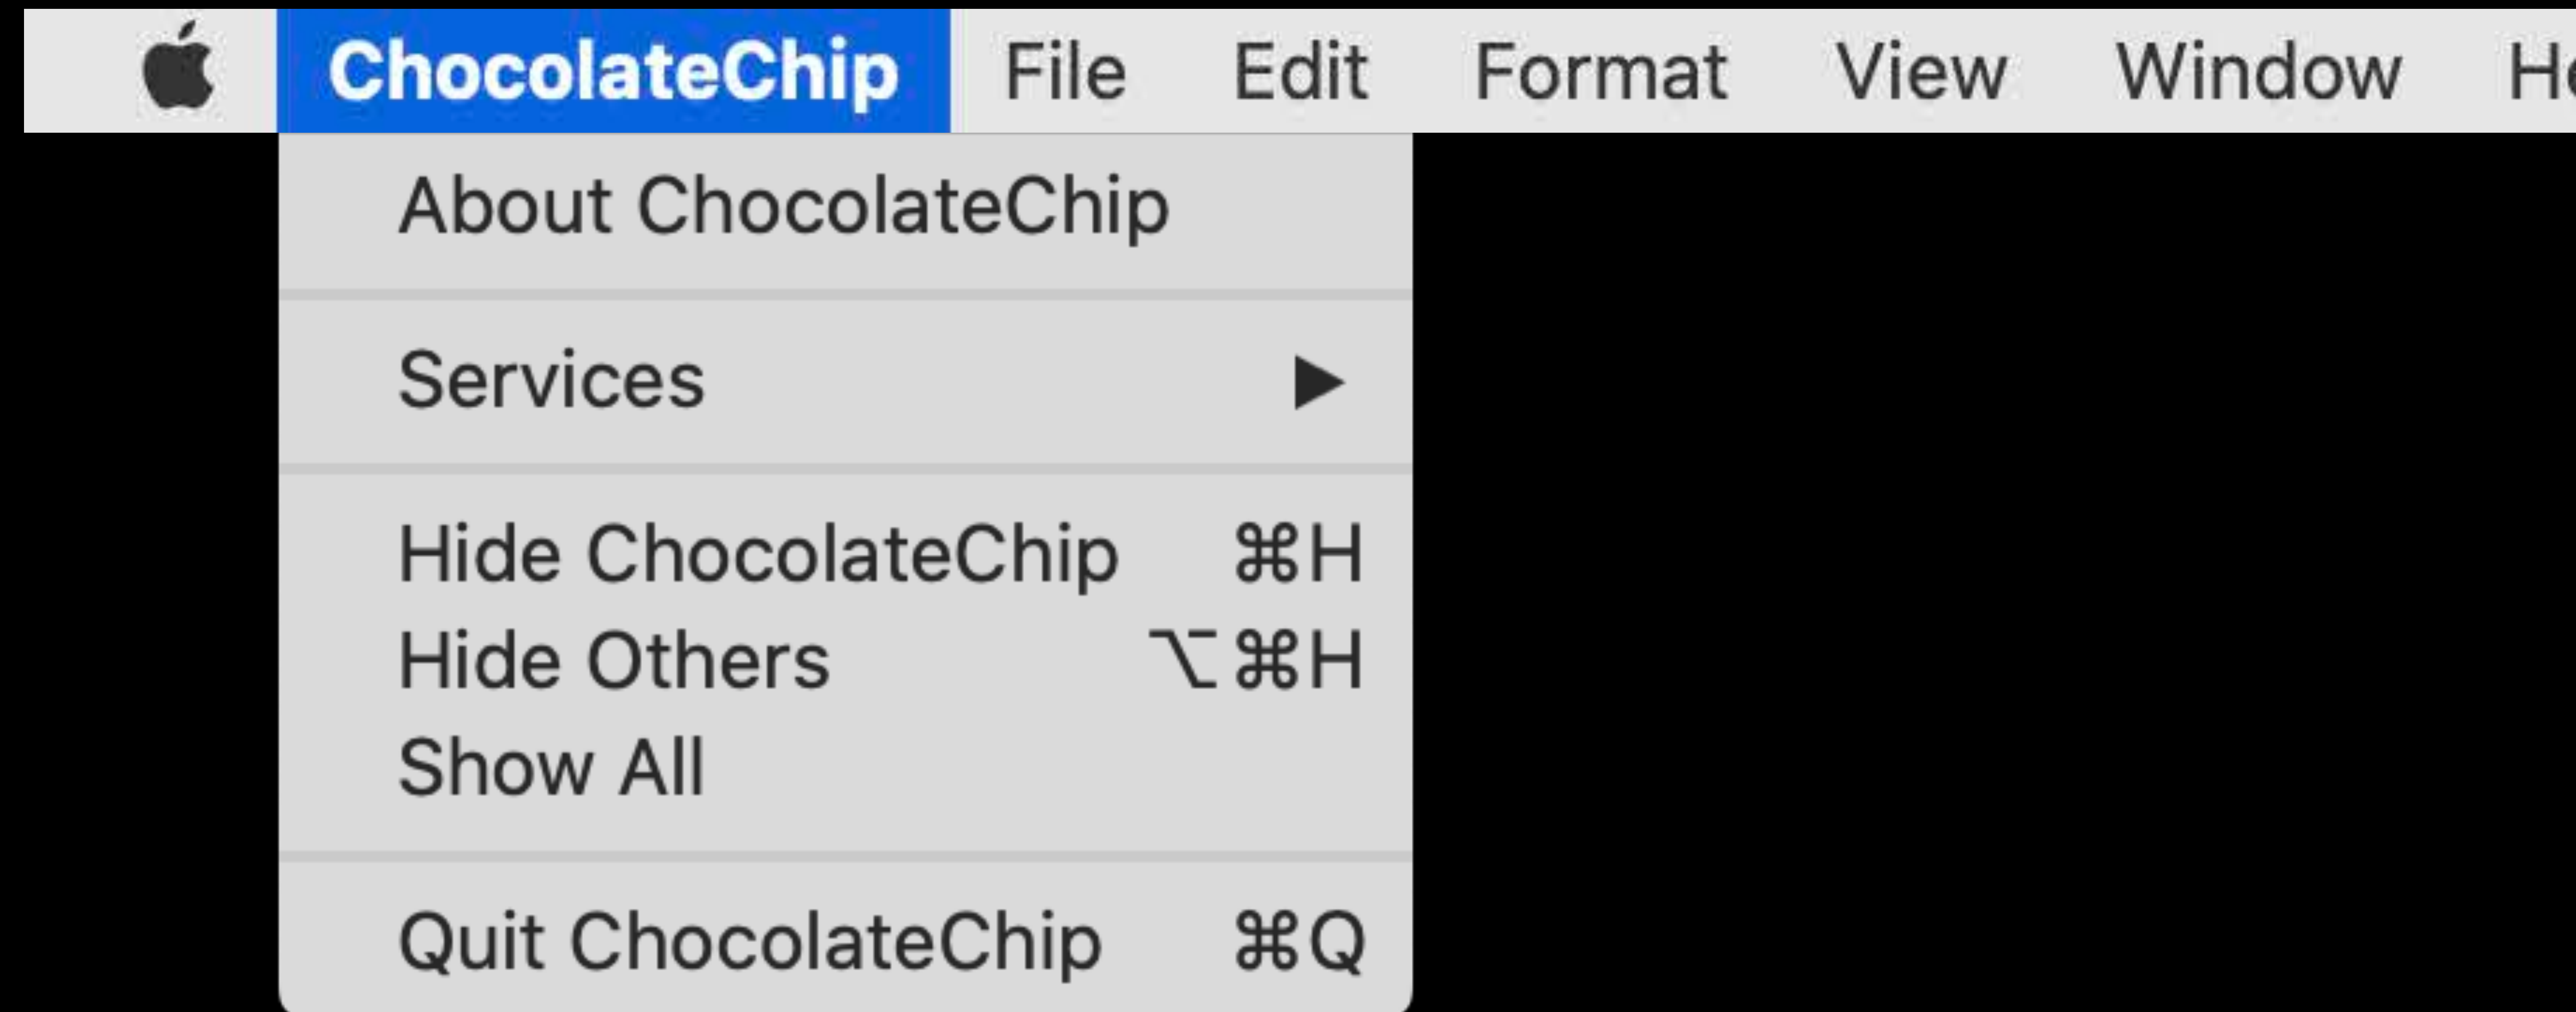 ChocolateChip File Edit Format View Window
About ChocolateChip
Services
Hide ChocolateChip ⌘H
Hide Others ⌥⌘H
Show All
Quit ChocolateChip ⌘Q